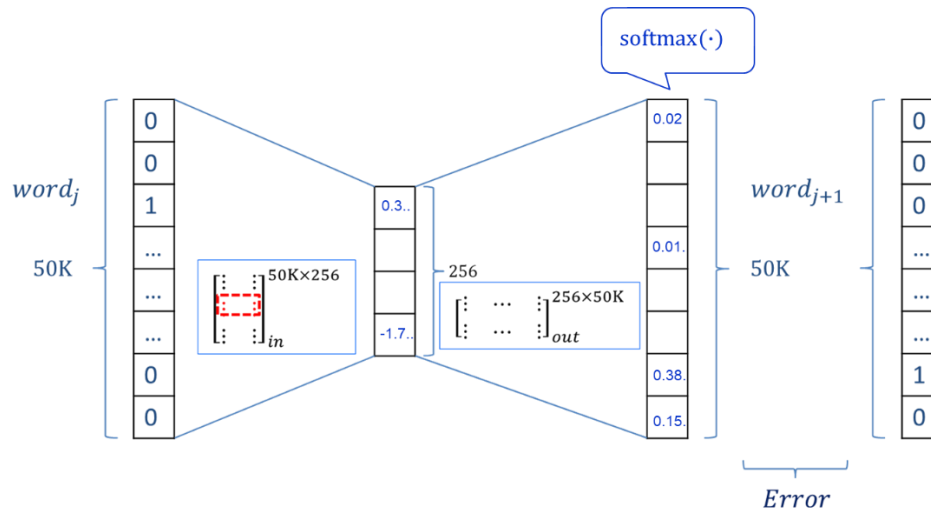 softmax(·)
0
0
1
...
...
...
0
0
word_j
50K
50K×256
in
0.3..
-1.7..
256
256×50K
out
0.02
0.01.
0.38.
0.15.
word_{j+1}
50K
0
0
0
...
...
...
1
0
Error